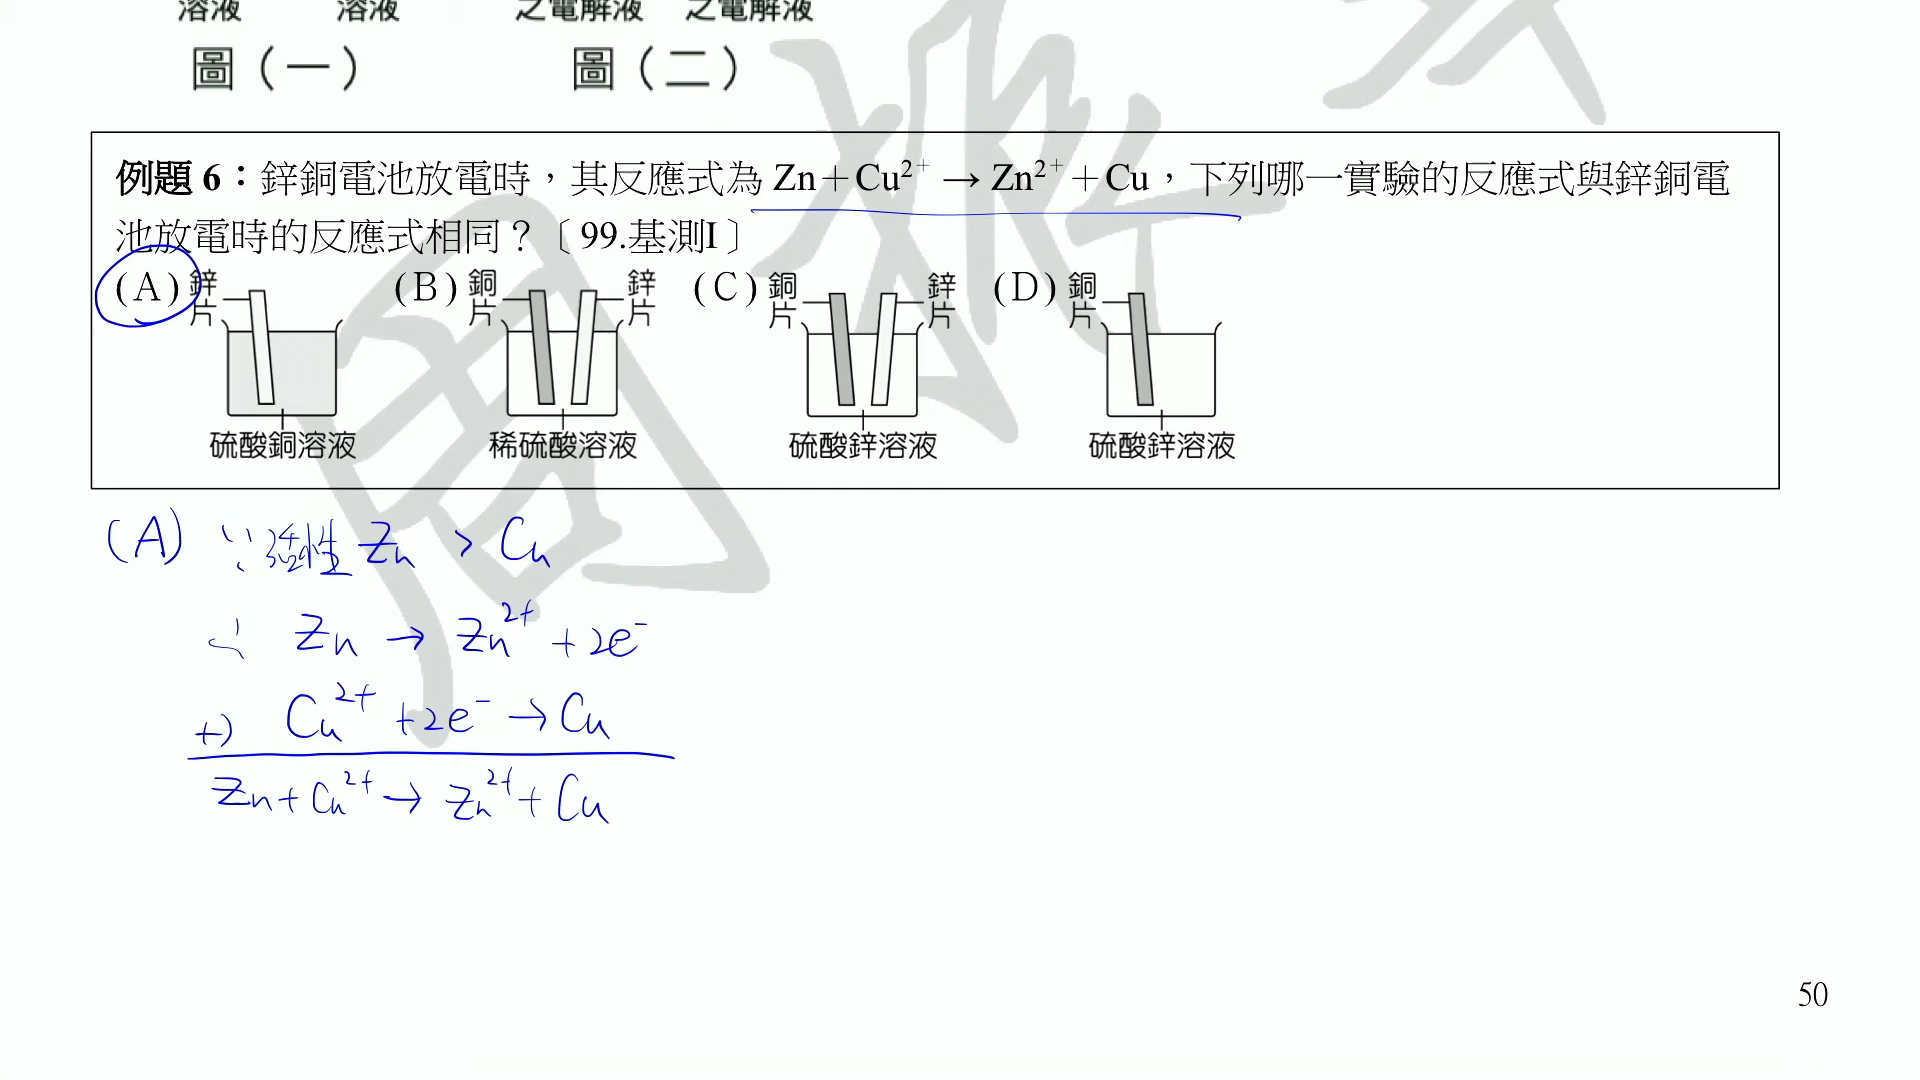 溶液 溶液 之電解液 之電解液
圖（一） 圖（二）
例題 6：鋅銅電池放電時，其反應式為 Zn＋Cu²⁺ → Zn²⁺＋Cu，下列哪一實驗的反應式與鋅銅電
池放電時的反應式相同？〔99.基測I〕
(A) 鋅片 (B) 銅片 鋅片 (C) 銅片 鋅片 (D) 銅片
硫酸銅溶液 稀硫酸溶液 硫酸鋅溶液 硫酸鋅溶液
(A) ∵活性 Zn > Cu
∴ Zn → Zn²⁺ + 2e⁻
+) Cu²⁺ + 2e⁻ → Cu
Zn + Cu²⁺ → Zn²⁺ + Cu
50